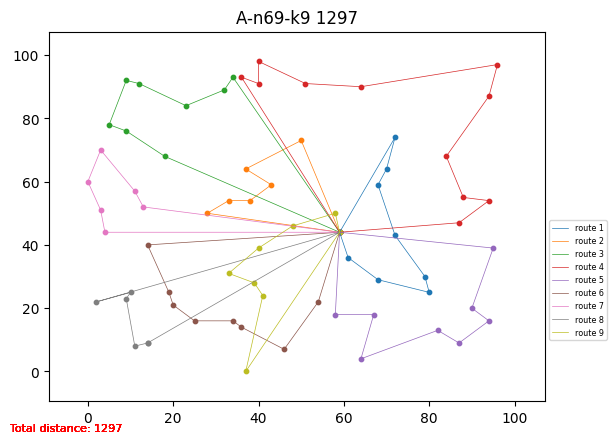 A-n69-k9 1297
100
80
60
40
20
0
0 20 40 60 80 100
route 1
route 2
route 3
route 4
route 5
route 6
route 7
route 8
route 9
Total distance: 1297